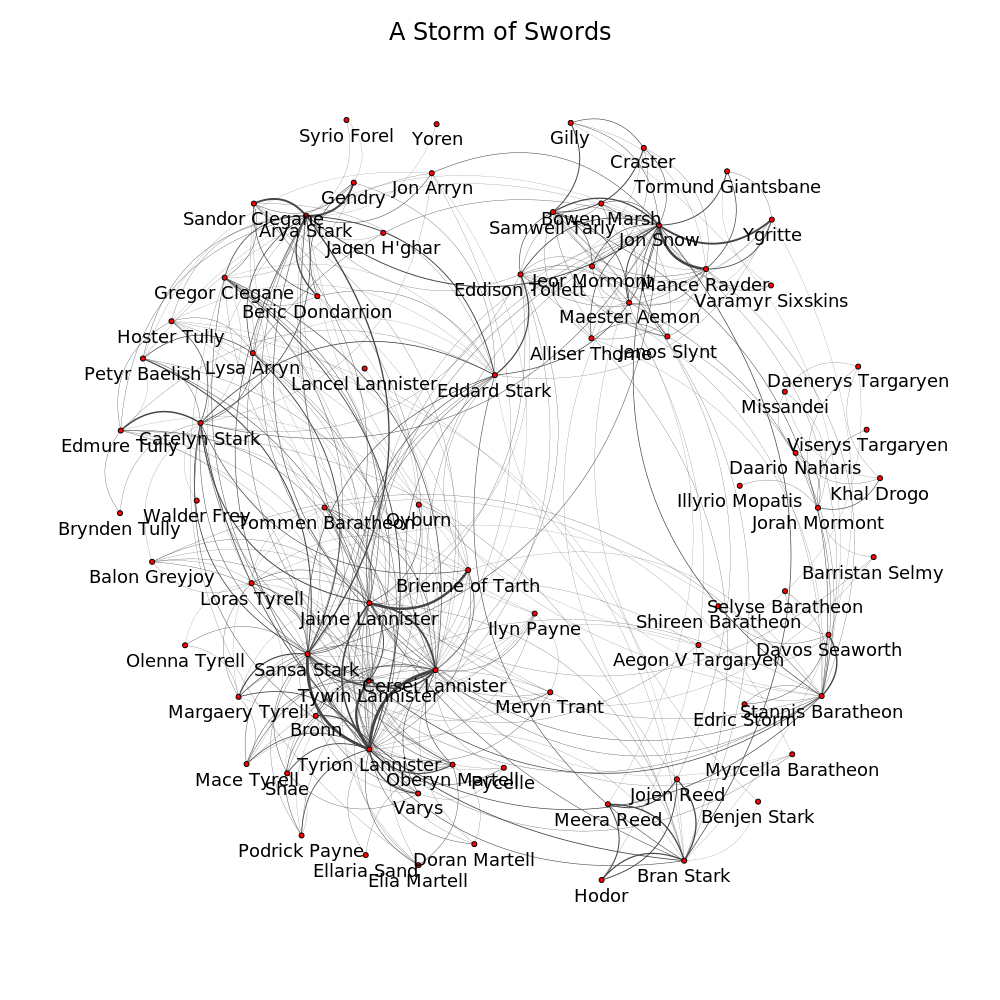 A Storm of Swords
Syrio Forel
Yoren
Gilly
Craster
Tormund Giantsbane
Gendry
Jon Arryn
Sandor Clegane
Arya Stark
Bowen Marsh
Samwell Tarly
Jon Snow
Ygritte
Jaqen H'ghar
Jeor Mormont
Mance Rayder
Eddison Tollett
Varamyr Sixskins
Gregor Clegane
Beric Dondarrion
Maester Aemon
Hoster Tully
Alliser Thorne
Janos Slynt
Petyr Baelish
Lysa Arryn
Lancel Lannister
Eddard Stark
Daenerys Targaryen
Missandei
Edmure Tully
Catelyn Stark
Viserys Targaryen
Daario Naharis
Illyrio Mopatis
Khal Drogo
Walder Frey
Brynden Tully
Tommen Baratheon
Qyburn
Jorah Mormont
Balon Greyjoy
Loras Tyrell
Brienne of Tarth
Barristan Selmy
Jaime Lannister
Ilyn Payne
Selyse Baratheon
Shireen Baratheon
Olenna Tyrell
Sansa Stark
Aegon V Targaryen
Davos Seaworth
Cersei Lannister
Tywin Lannister
Margaery Tyrell
Meryn Trant
Edric Storm
Stannis Baratheon
Bronn
Tyrion Lannister
Mace Tyrell
Shae
Oberyn Martell
Pycelle
Myrcella Baratheon
Varys
Jojen Reed
Meera Reed
Benjen Stark
Podrick Payne
Ellaria Sand
Doran Martell
Elia Martell
Bran Stark
Hodor